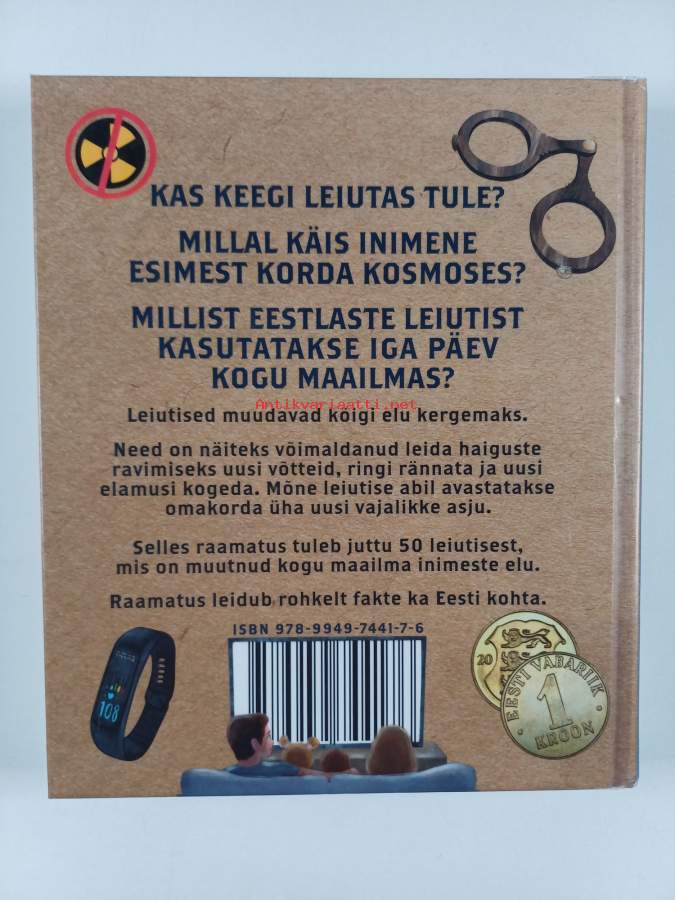 KAS KEEGI LEIUTAS TULE?
MILLAL KÄIS INIMENE
ESIMEST KORDA KOSMOSES?
MILLIST EESTLASTE LEIUTIST
KASUTATAKSE IGA PÄEV
KOGU MAAILMAS?
Antikvariaatti.net
Leiutised muudavad kõigi elu kergemaks.
Need on näiteks võimaldanud leida haiguste
ravimiseks uusi võtteid, ringi rännata ja uusi
elamusi kogeda. Mõne leiutise abil avastatakse
omakorda üha uusi vajalikke asju.
Selles raamatus tuleb juttu 50 leiutisest,
mis on muutnud kogu maailma inimeste elu.
Raamatus leidub rohkelt fakte ka Eesti kohta.
ISBN 978-9949-7441-7-6
108
20
EESTI VABARIIK
1
KROON